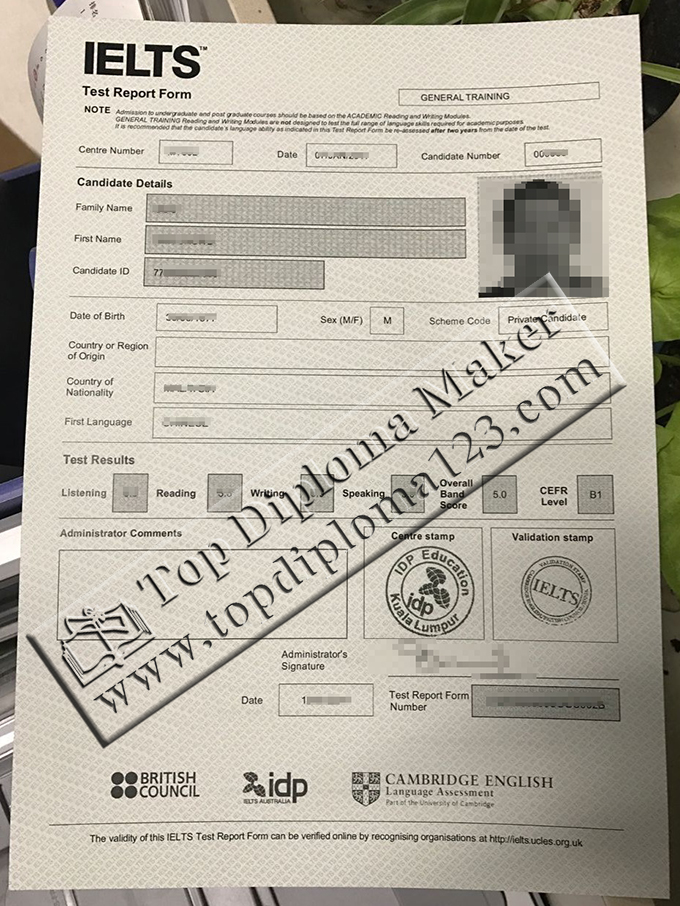 IELTS™
Test Report Form
GENERAL TRAINING
NOTE Admission to undergraduate and post graduate courses should be based on the ACADEMIC Reading and Writing Modules.
GENERAL TRAINING Reading and Writing Modules are not designed to test the full range of language skills required for academic purposes.
It is recommended that the candidate's language ability as indicated in this Test Report Form be re-assessed after two years from the date of the test.
Centre Number
Date
Candidate Number
Candidate Details
Family Name
First Name
Candidate ID 77
Date of Birth
Sex (M/F) M
Scheme Code Private Candidate
Country or Region
of Origin
Country of
Nationality
First Language
Test Results
Listening
Reading
Writing
Speaking
Overall
Band
Score
5.0
CEFR
Level
B1
Administrator Comments
Centre stamp
Validation stamp
IDP Education
idp
Kuala Lumpur
VALIDATION STAMP
IELTS
Administrator's
Signature
Date
Test Report Form
Number
Top Diploma Maker
www.topdiploma123.com
BRITISH
COUNCIL
idp
IELTS AUSTRALIA
CAMBRIDGE ENGLISH
Language Assessment
Part of the University of Cambridge
The validity of this IELTS Test Report Form can be verified online by recognising organisations at http://ielts.ucles.org.uk